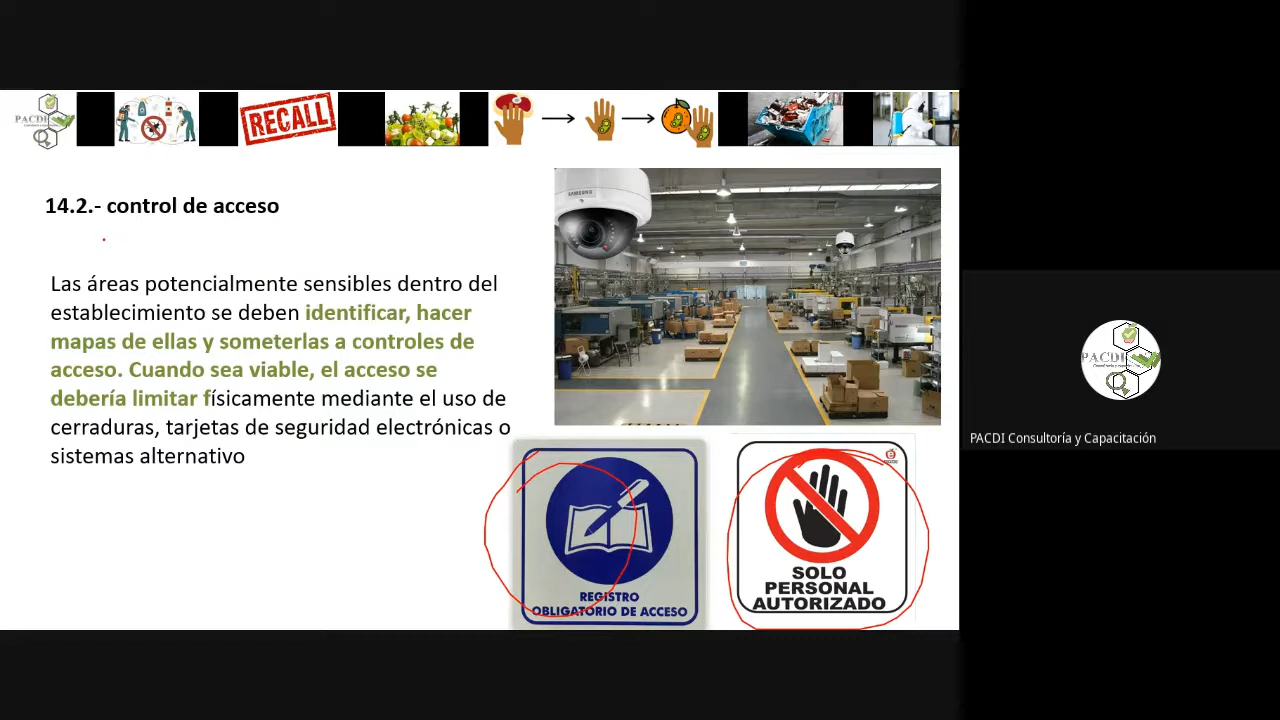 PACDI
RECALL
14.2.- control de acceso
SAMSUNG
Las áreas potencialmente sensibles dentro del
establecimiento se deben identificar, hacer
mapas de ellas y someterlas a controles de
acceso. Cuando sea viable, el acceso se
debería limitar físicamente mediante el uso de
cerraduras, tarjetas de seguridad electrónicas o
sistemas alternativo
REGISTRO
OBLIGATORIO DE ACCESO
SOLO
PERSONAL
AUTORIZADO
PACDI
PACDI Consultoría y Capacitación